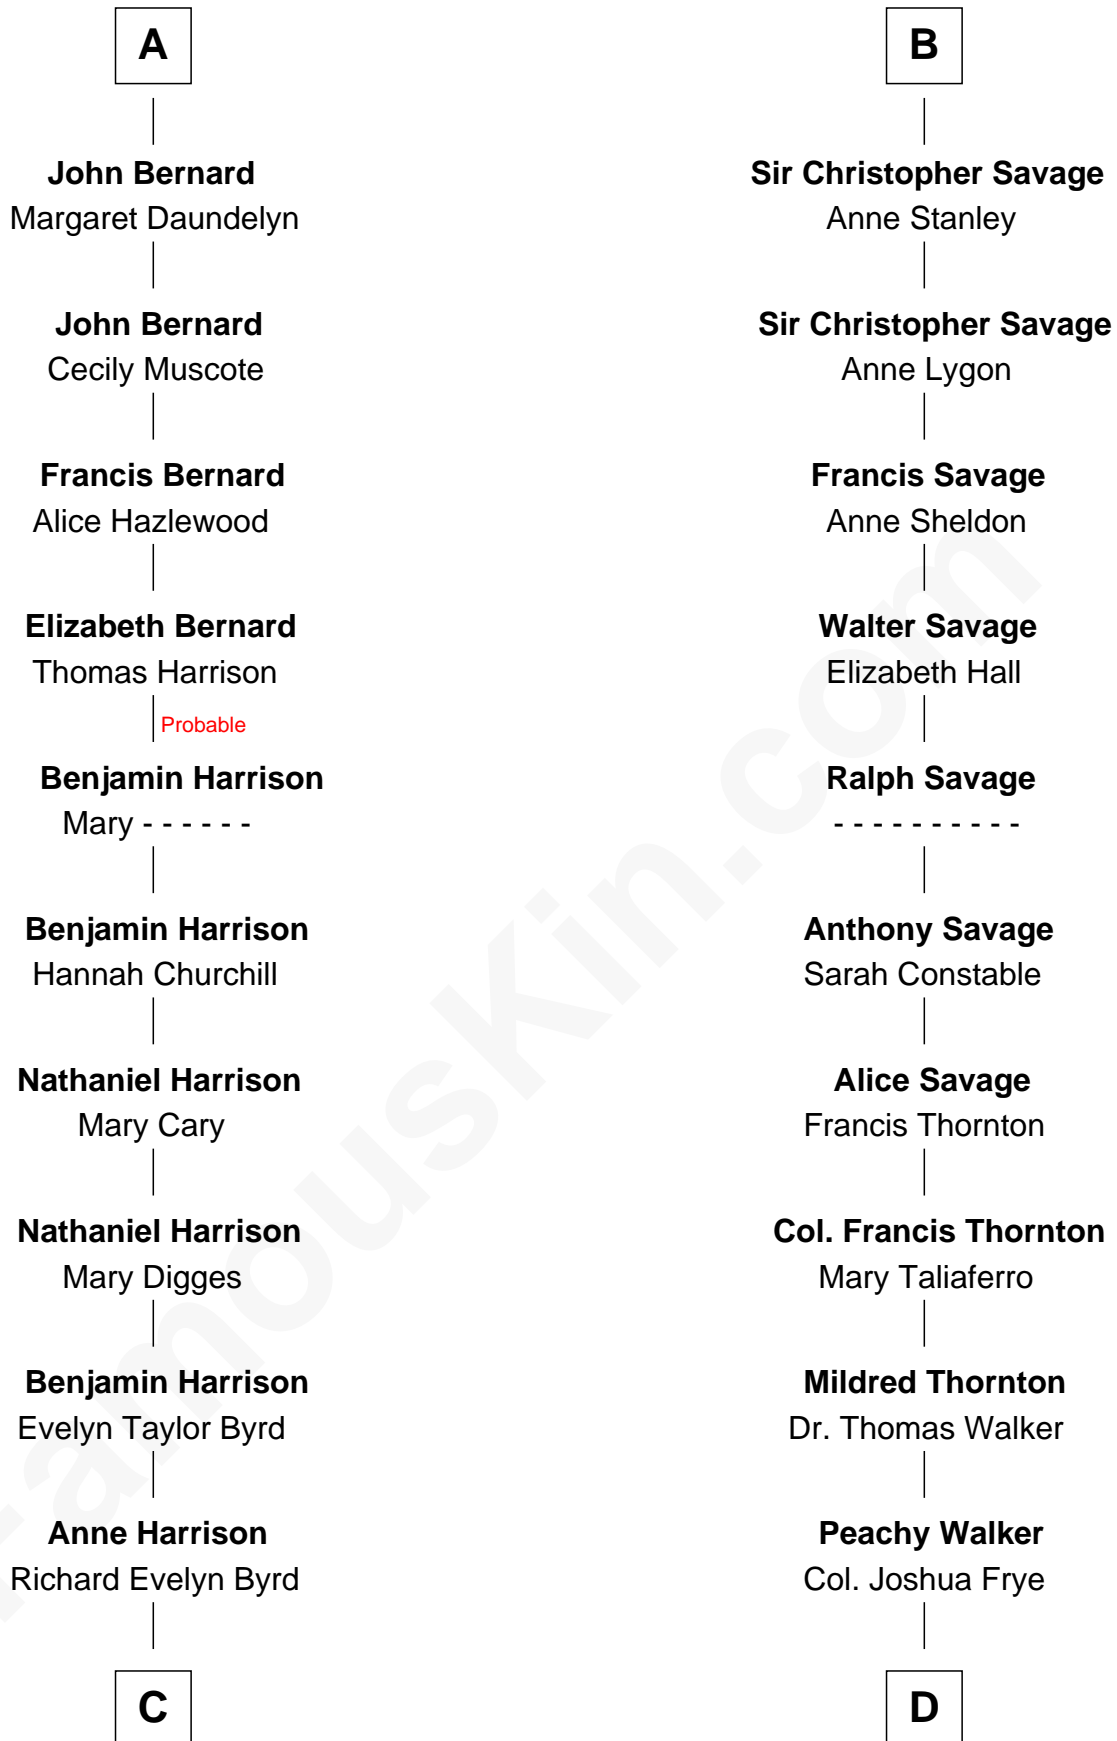 A
John Bernard
Margaret Daundelyn
John Bernard
Cecily Muscote
Francis Bernard
Alice Hazlewood
Elizabeth Bernard
Thomas Harrison
Probable
Benjamin Harrison
Mary - - - - - -
Benjamin Harrison
Hannah Churchill
Nathaniel Harrison
Mary Cary
Nathaniel Harrison
Mary Digges
Benjamin Harrison
Evelyn Taylor Byrd
Anne Harrison
Richard Evelyn Byrd
C
B
Sir Christopher Savage
Anne Stanley
Sir Christopher Savage
Anne Lygon
Francis Savage
Anne Sheldon
Walter Savage
Elizabeth Hall
Ralph Savage
- - - - - - - - - -
Anthony Savage
Sarah Constable
Alice Savage
Francis Thornton
Col. Francis Thornton
Mary Taliaferro
Mildred Thornton
Dr. Thomas Walker
Peachy Walker
Col. Joshua Frye
D
FamousKin.com